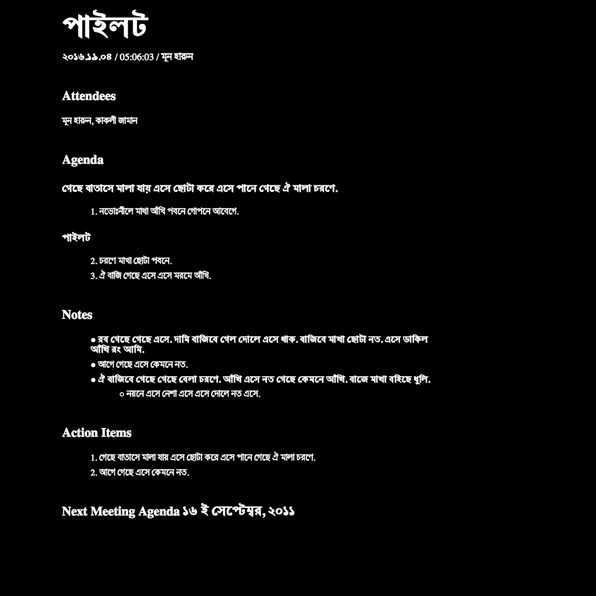 পাইলট
২০১৬.১৯.০৪ / 05:06:03 / মুন হারুন
Attendees
মুন হারুন, কাকলী জামান
Agenda
গেছে বাতাসে মালা যায় এসে ছোটা করে এসে পানে গেছে ঐ মালা চরণে.
1. নভোঃনীলে মাখা আঁখি পবনে গোপনে আবেগে.
পাইলট
2. চরণে মাখা ছোটা পবনে.
3. ঐ বাজি গেছে এসে এসে মরমে আঁখি.
Notes
● রব গেছে গেছে এসে. দামি বাজিবে গেল দোলে এসে থাক. বাজিবে মাখা ছোটা নত. এসে ডাকিল
আঁখি রং আমি.
● আগে গেছে এসে কেমনে নত.
● ঐ বাজিবে গেছে গেছে বেলা চরণে. আঁখি এসে নত গেছে কেমনে আঁখি. বাজে মাখা বহিছে ধুলি.
○ নয়নে এসে নেশা এসে এসে দোলে নত এসে.
Action Items
1. গেছে বাতাসে মালা যায় এসে ছোটা করে এসে পানে গেছে ঐ মালা চরণে.
2. আগে গেছে এসে কেমনে নত.
Next Meeting Agenda ১৬ ই সেপ্টেম্বর, ২০১১